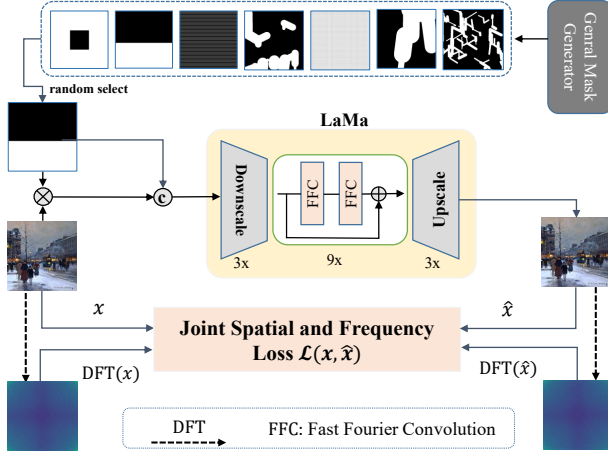 Genral Mask
Generator
random select
LaMa
Downscale
FFC
FFC
Upscale
c
3x
9x
3x
x
x̂
Joint Spatial and Frequency
Loss ℒ(x, x̂)
DFT(x)
DFT(x̂)
DFT
FFC: Fast Fourier Convolution